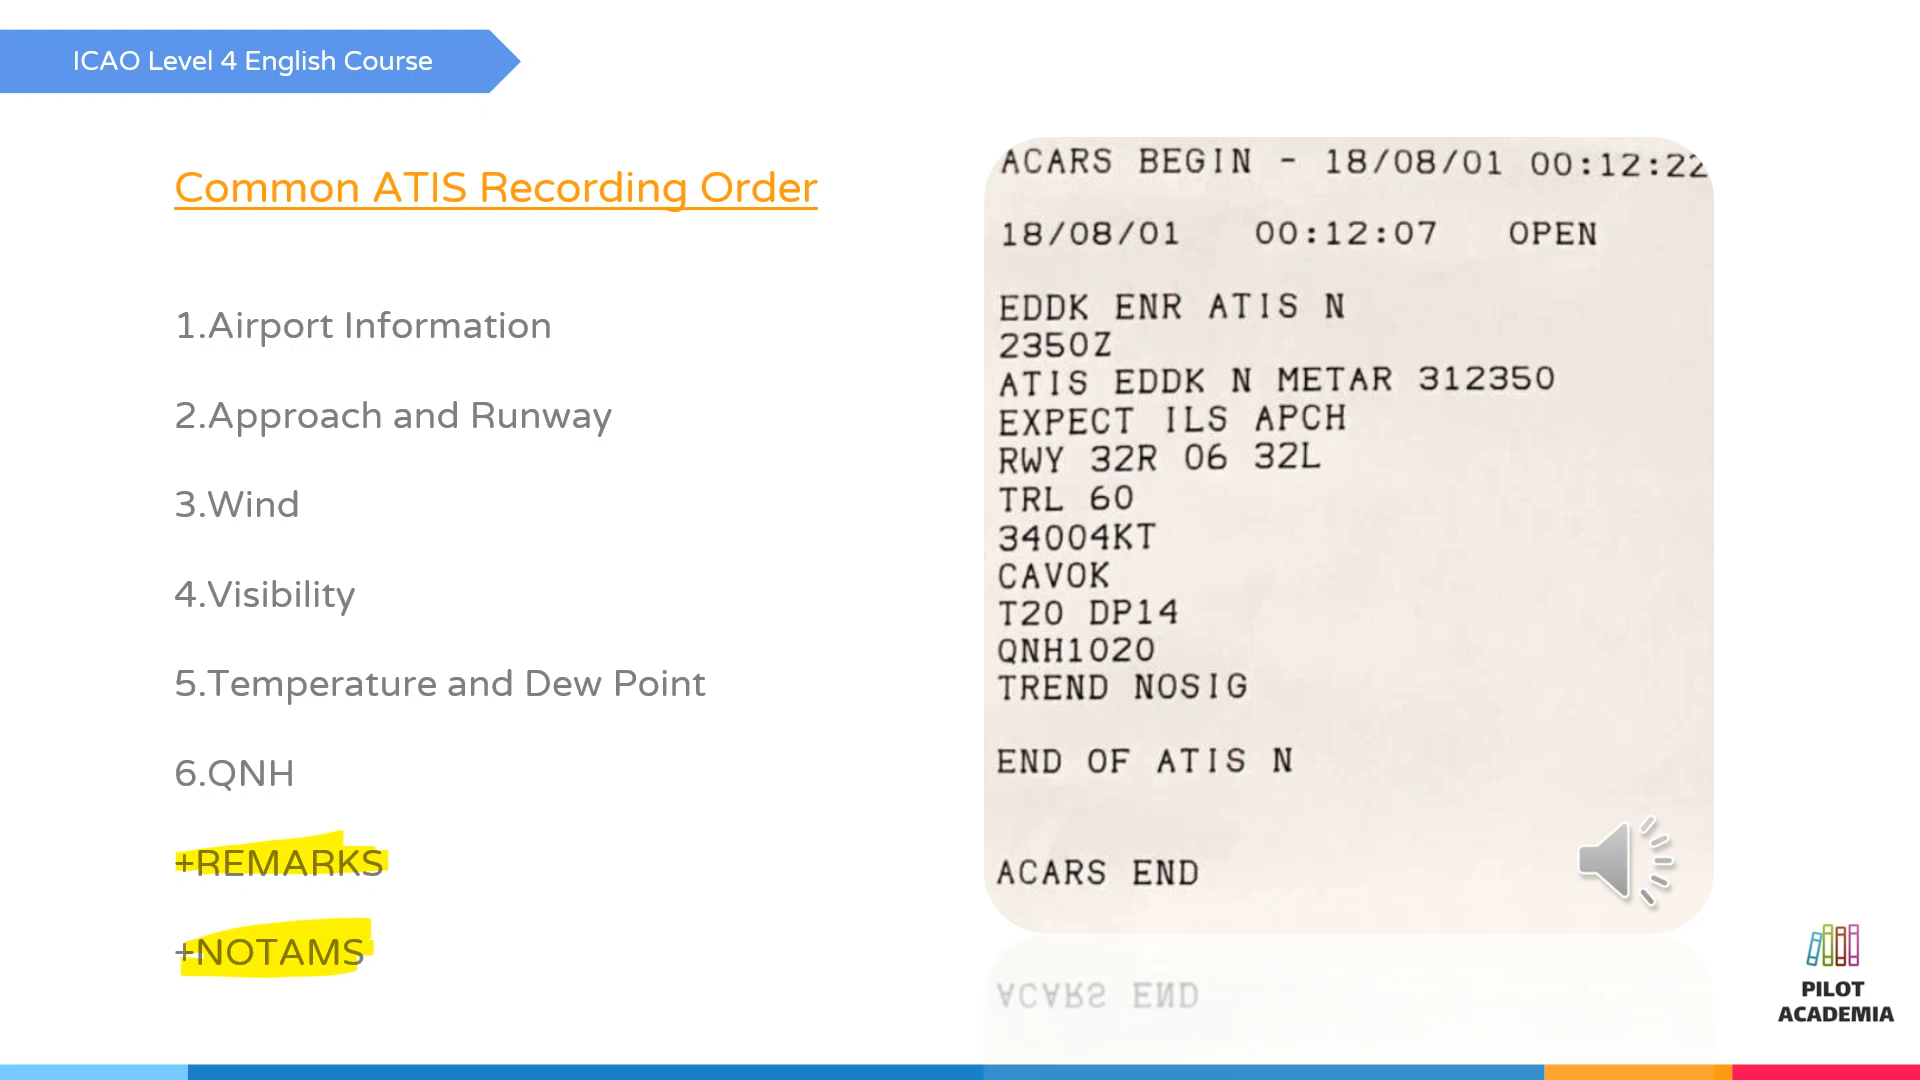 ICAO Level 4 English Course
Common ATIS Recording Order
1.Airport Information
2.Approach and Runway
3.Wind
4.Visibility
5.Temperature and Dew Point
6.QNH
+REMARKS
+NOTAMS
ACARS BEGIN - 18/08/01 00:12:22
18/08/01 00:12:07 OPEN
EDDK ENR ATIS N
2350Z
ATIS EDDK N METAR 312350
EXPECT ILS APCH
RWY 32R 06 32L
TRL 60
34004KT
CAVOK
T20 DP14
QNH1020
TREND NOSIG
END OF ATIS N
ACARS END
PILOT
ACADEMIA